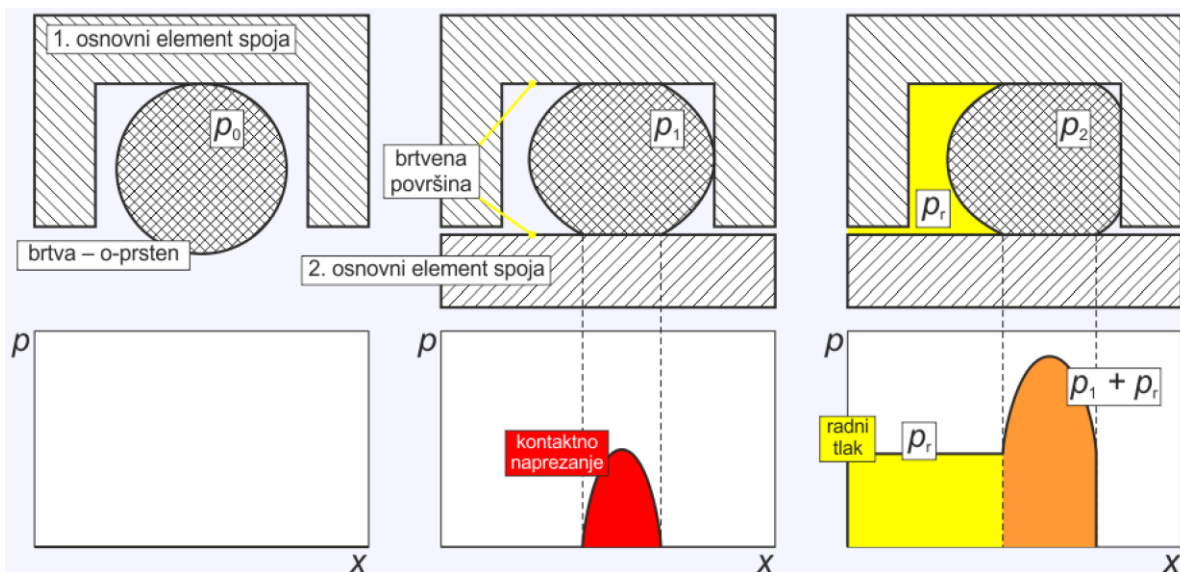 1. osnovni element spoja
p₀
brtva – o-prsten
p₁
brtvena
površina
2. osnovni element spoja
p₂
pᵣ
p
x
p
kontaktno
naprezanje
x
p
radni
tlak
pᵣ
p₁ + pᵣ
x